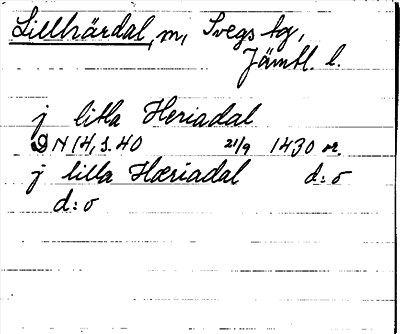 Lillhärdal, m, Svegs tg,
Jämtl. l.
j litla Heriadal
DN 14, s. 40 21/9 1430 or.
j lilla Hæriadal d:o
d:o